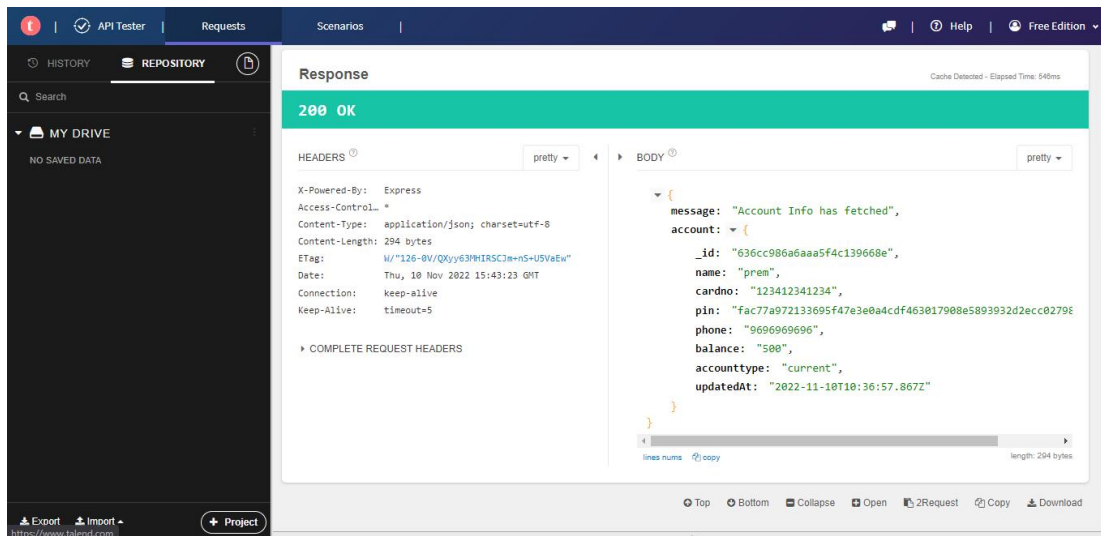 t | API Tester | Requests Scenarios | | Help | Free Edition
HISTORY REPOSITORY
Search
MY DRIVE
NO SAVED DATA
Response
Cache Detected - Elapsed Time: 546ms
200 OK
HEADERS ? pretty
X-Powered-By: Express
Access-Control… *
Content-Type: application/json; charset=utf-8
Content-Length: 294 bytes
ETag: W/"126-0V/QXyy63MHIRSCJm+nS+U5VaEw"
Date: Thu, 10 Nov 2022 15:43:23 GMT
Connection: keep-alive
Keep-Alive: timeout=5
COMPLETE REQUEST HEADERS
BODY ? pretty
{
message: "Account Info has fetched",
account: {
_id: "636cc986a6aaa5f4c139668e",
name: "prem",
cardno: "123412341234",
pin: "fac77a972133695f47e3e0a4cdf463017908e5893932d2ecc02798
phone: "9696969696",
balance: "500",
accounttype: "current",
updatedAt: "2022-11-10T10:36:57.867Z"
}
}
lines nums copy length: 294 bytes
Top Bottom Collapse Open 2Request Copy Download
Export Import + Project
https://www.talend.com